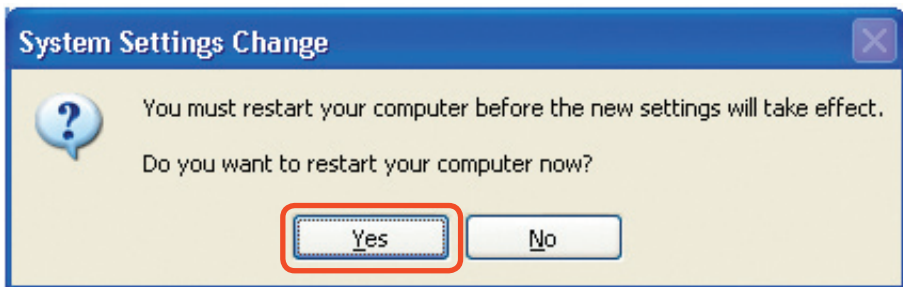 System Settings Change
You must restart your computer before the new settings will take effect.
Do you want to restart your computer now?
Yes
No